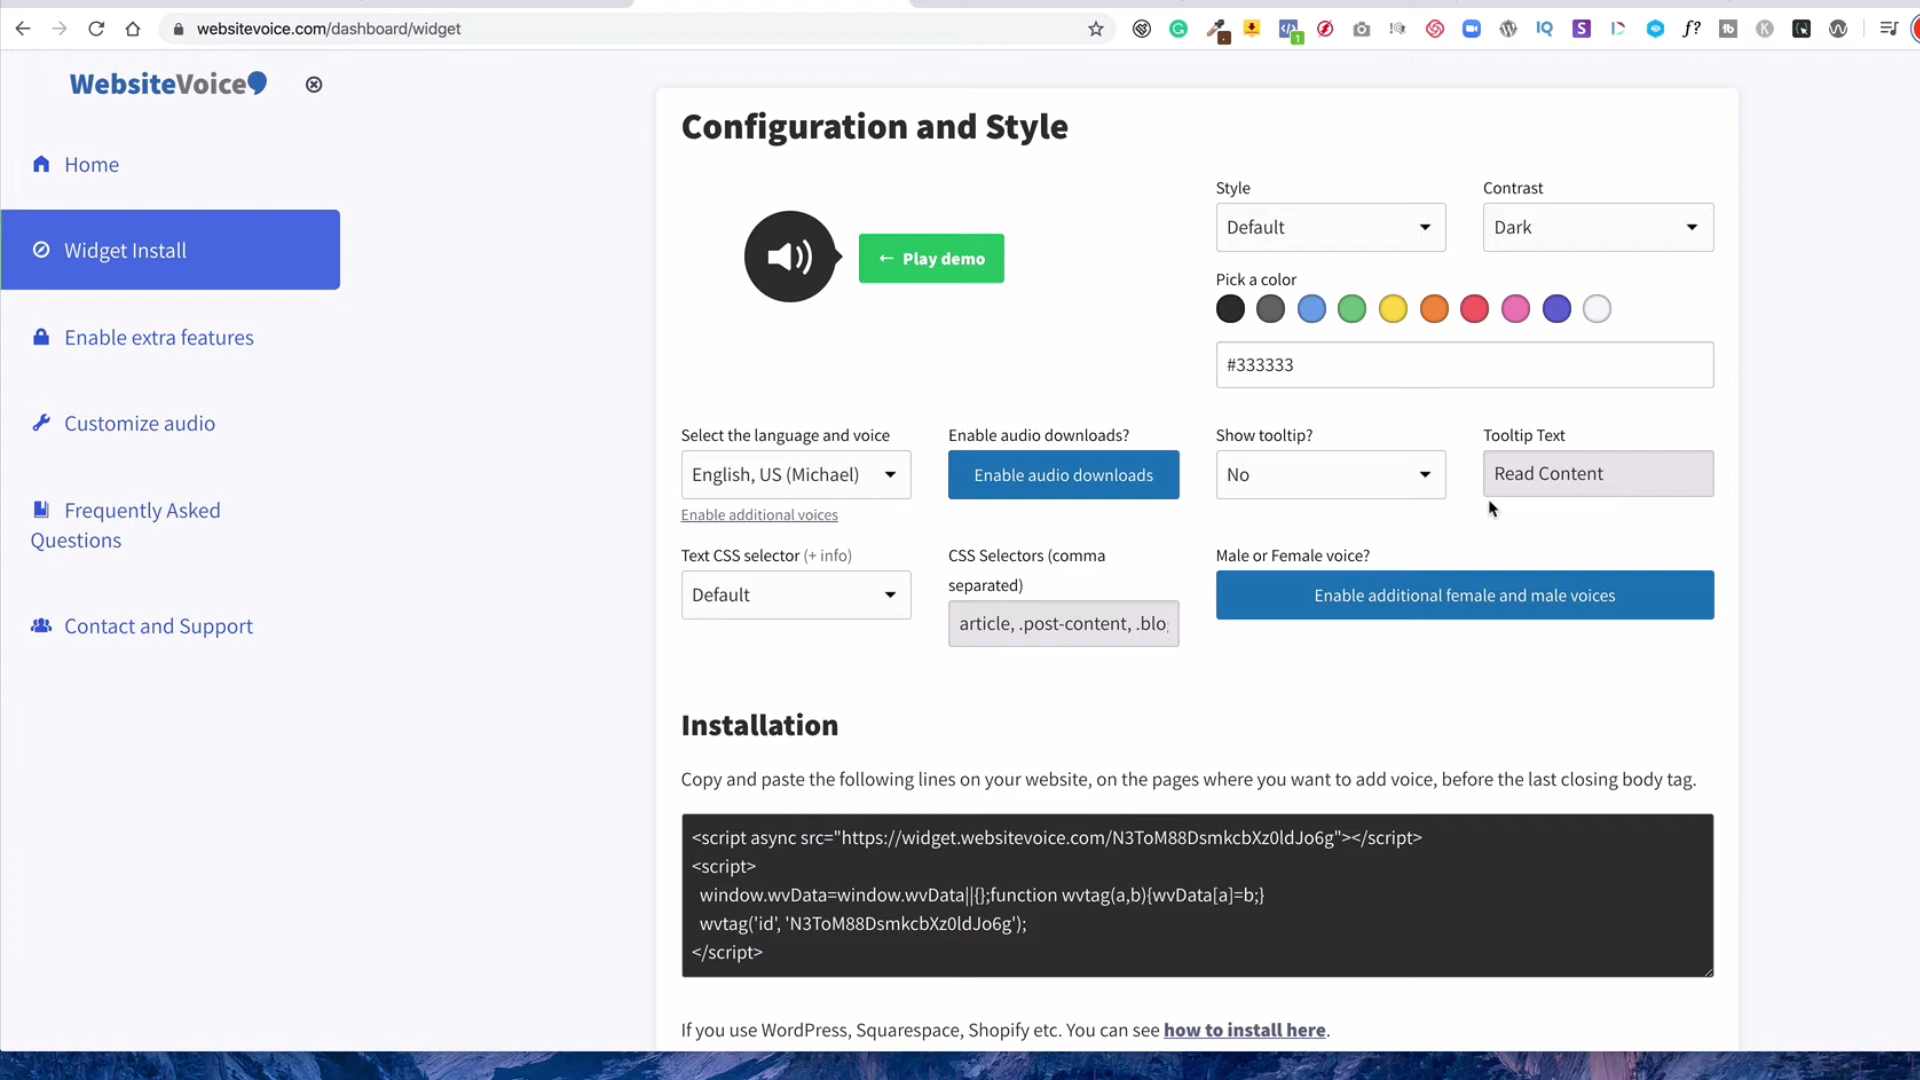 websitevoice.com/dashboard/widget
WebsiteVoice
Home
Widget Install
Enable extra features
Customize audio
Frequently Asked
Questions
Contact and Support
Configuration and Style
← Play demo
Style
Contrast
Default
Dark
Pick a color
#333333
Select the language and voice
Enable audio downloads?
Show tooltip?
Tooltip Text
English, US (Michael)
Enable audio downloads
No
Read Content
Enable additional voices
Text CSS selector (+ info)
CSS Selectors (comma
separated)
Male or Female voice?
Default
article, .post-content, .blo
Enable additional female and male voices
Installation
Copy and paste the following lines on your website, on the pages where you want to add voice, before the last closing body tag.
<script async src="https://widget.websitevoice.com/N3ToM88DsmkcbXz0ldJo6g"></script>
<script>
window.wvData=window.wvData||{};function wvtag(a,b){wvData[a]=b;}
wvtag('id', 'N3ToM88DsmkcbXz0ldJo6g');
</script>
If you use WordPress, Squarespace, Shopify etc. You can see how to install here.